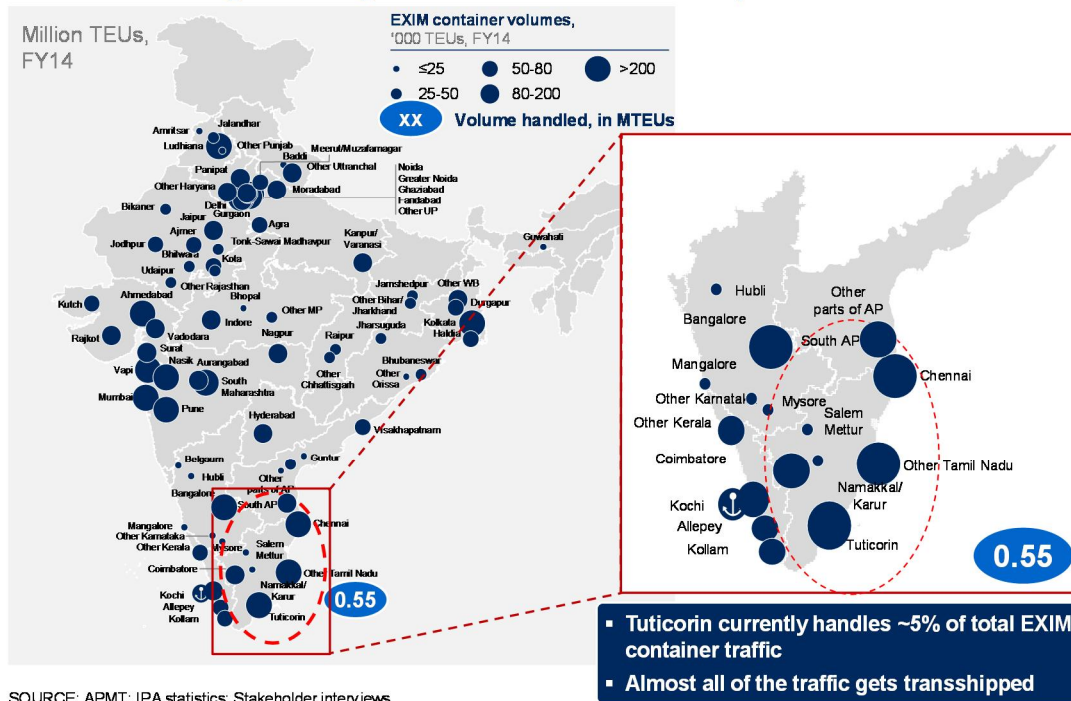 Million TEUs,
FY14
EXIM container volumes,
'000 TEUs, FY14
≤25
50-80
>200
25-50
80-200
XX
Volume handled, in MTEUs
Amritsar
Jalandhar
Ludhiana
Other Punjab
Meerut/Muzafarnagar
Baddi
Other Uttranchal
Panipat
Noida
Greater Noida
Ghaziabad
Faridabad
Other UP
Other Haryana
Moradabad
Delhi
Bikaner
Gurgaon
Jaipur
Agra
Ajmer
Kanpur/
Varanasi
Guwahati
Jodhpur
Tonk-Sawai Madhavpur
Bhilwara
Kota
Udaipur
Other Rajasthan
Jamshedpur
Other WB
Kutch
Ahmedabad
Bhopal
Other MP
Other Bihar/
Jharkhand
Durgapur
Indore
Rajkot
Vadodara
Nagpur
Raipur
Jharsuguda
Kolkata
Haldia
Surat
Nasik
Aurangabad
Bhubaneswar
Vapi
South
Maharashtra
Other
Chhattisgarh
Other
Orissa
Mumbai
Pune
Hyderabad
Visakhapatnam
Belgaum
Guntur
Hubli
Other
parts of AP
Bangalore
South AP
Chennai
Mangalore
Other Karnataka
Mysore
Salem
Other Kerala
Mettur
Coimbatore
Other Tamil Nadu
Namakkal/
Karur
Kochi
0.55
Allepey
Tuticorin
Kollam
Hubli
Other
parts of AP
Bangalore
South AP
Chennai
Mangalore
Other Karnatak
Mysore
Other Kerala
Salem
Mettur
Coimbatore
Other Tamil Nadu
Namakkal/
Karur
Kochi
Allepey
Tuticorin
Kollam
0.55
▪ Tuticorin currently handles ~5% of total EXIM
container traffic
▪ Almost all of the traffic gets transshipped
SOURCE: APMT; IPA statistics; Stakeholder interviews